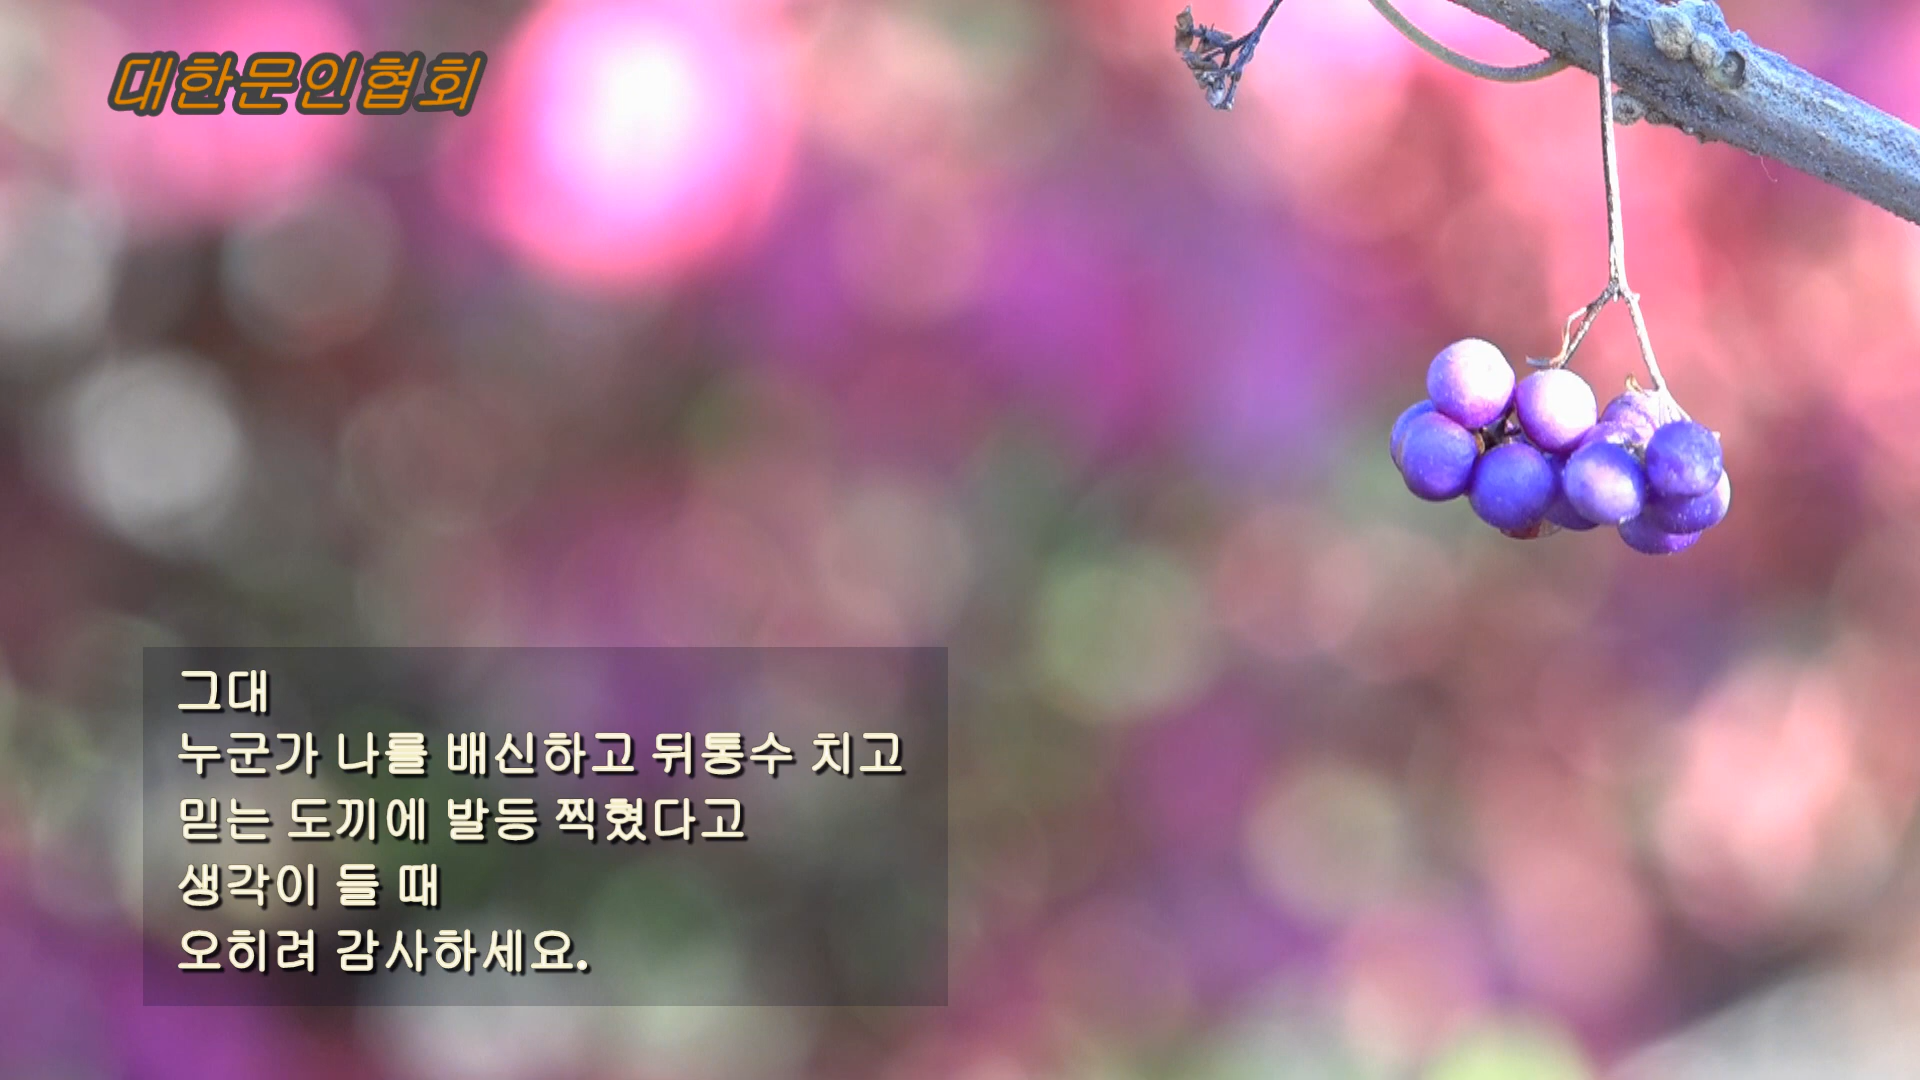 대한문인협회
그대
누군가 나를 배신하고 뒤통수 치고
믿는 도끼에 발등 찍혔다고
생각이 들 때
오히려 감사하세요.